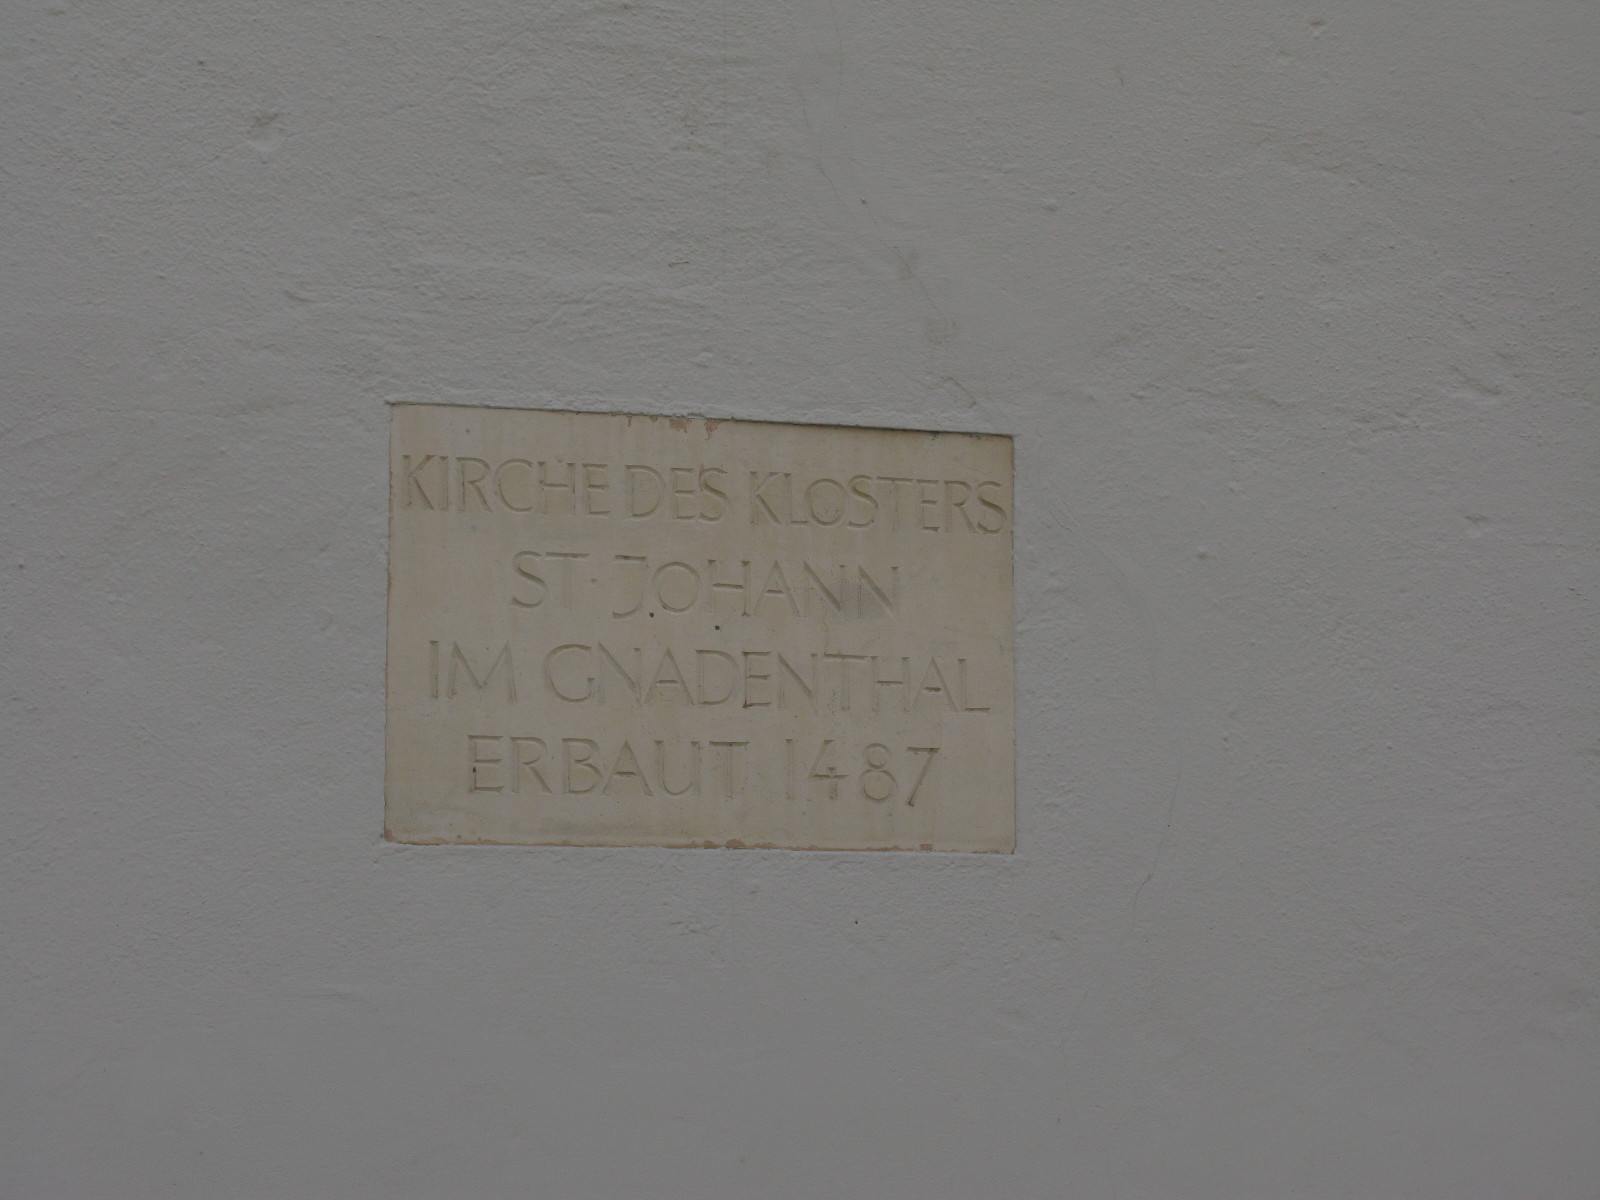 KIRCHE DES KLOSTERS
ST· JOHANN
IM GNADENTHAL
ERBAUT 1487